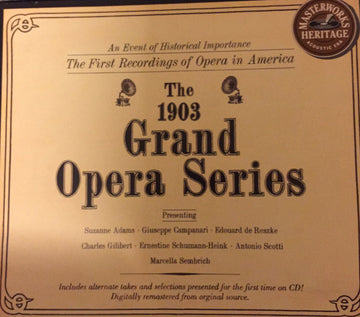 MASTERWORKS
HERITAGE
ACOUSTIC ERA
An Event of Historical Importance
The First Recordings of Opera in America
The
1903
Grand
Opera Series
Presenting
Suzanne Adams · Giuseppe Campanari · Edouard de Reszke
Charles Gilibert · Ernestine Schumann-Heink · Antonio Scotti
Marcella Sembrich
Includes alternate takes and selections presented for the first time on CD!
Digitally remastered from orginal source.